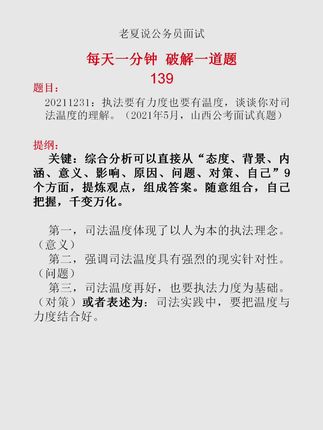 老夏说公务员面试
每天一分钟 破解一道题
139
题目：
20211231：执法要有力度也要有温度，谈谈你对司
法温度的理解。（2021年5月，山西公考面试真题）
提纲：
关键：综合分析可以直接从“态度、背景、内
涵、意义、影响、原因、问题、对策、自己”9
个方面，提炼观点，组成答案。随意组合，自己
把握，千变万化。
第一，司法温度体现了以人为本的执法理念。
（意义）
第二，强调司法温度具有强烈的现实针对性。
（问题）
第三，司法温度再好，也要执法力度为基础。
（对策）或者表述为：司法实践中，要把温度与
力度结合好。